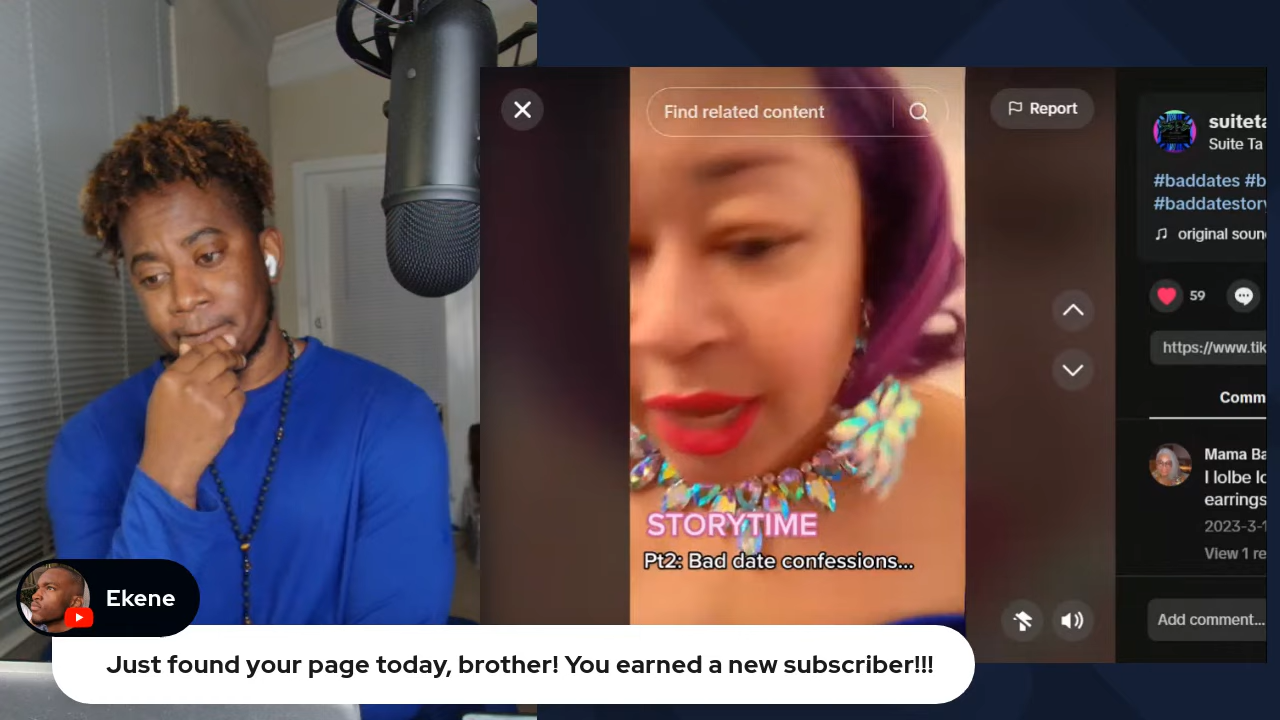 Find related content
Report
suiteta
Suite Ta
#baddates #b
#baddatestory
original soun
59
https://www.tik
Comm
Mama Ba
I lolbe lo
earrings
2023-3-1
View 1 re
Add comment...
STORYTIME
Pt2: Bad date confessions...
Ekene
Just found your page today, brother! You earned a new subscriber!!!